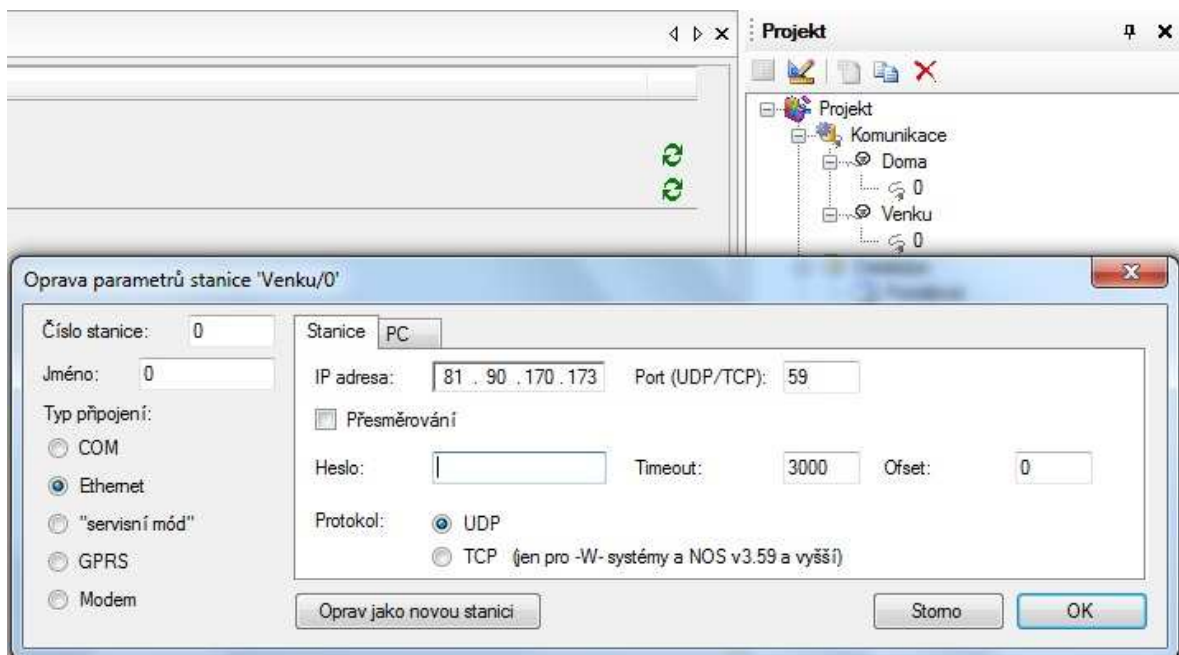 Projekt
Projekt
Komunikace
Doma
0
Venku
0
Oprava parametrů stanice 'Venku/0'
Číslo stanice: 0
Jméno: 0
Typ připojení:
COM
Ethernet
"servisní mód"
GPRS
Modem
Stanice PC
IP adresa: 81 . 90 . 170 . 173 Port (UDP/TCP): 59
Přesměrování
Heslo: Timeout: 3000 Ofset: 0
Protokol: UDP
TCP (jen pro -W- systémy a NOS v3.59 a vyšší)
Oprav jako novou stanici Storno OK